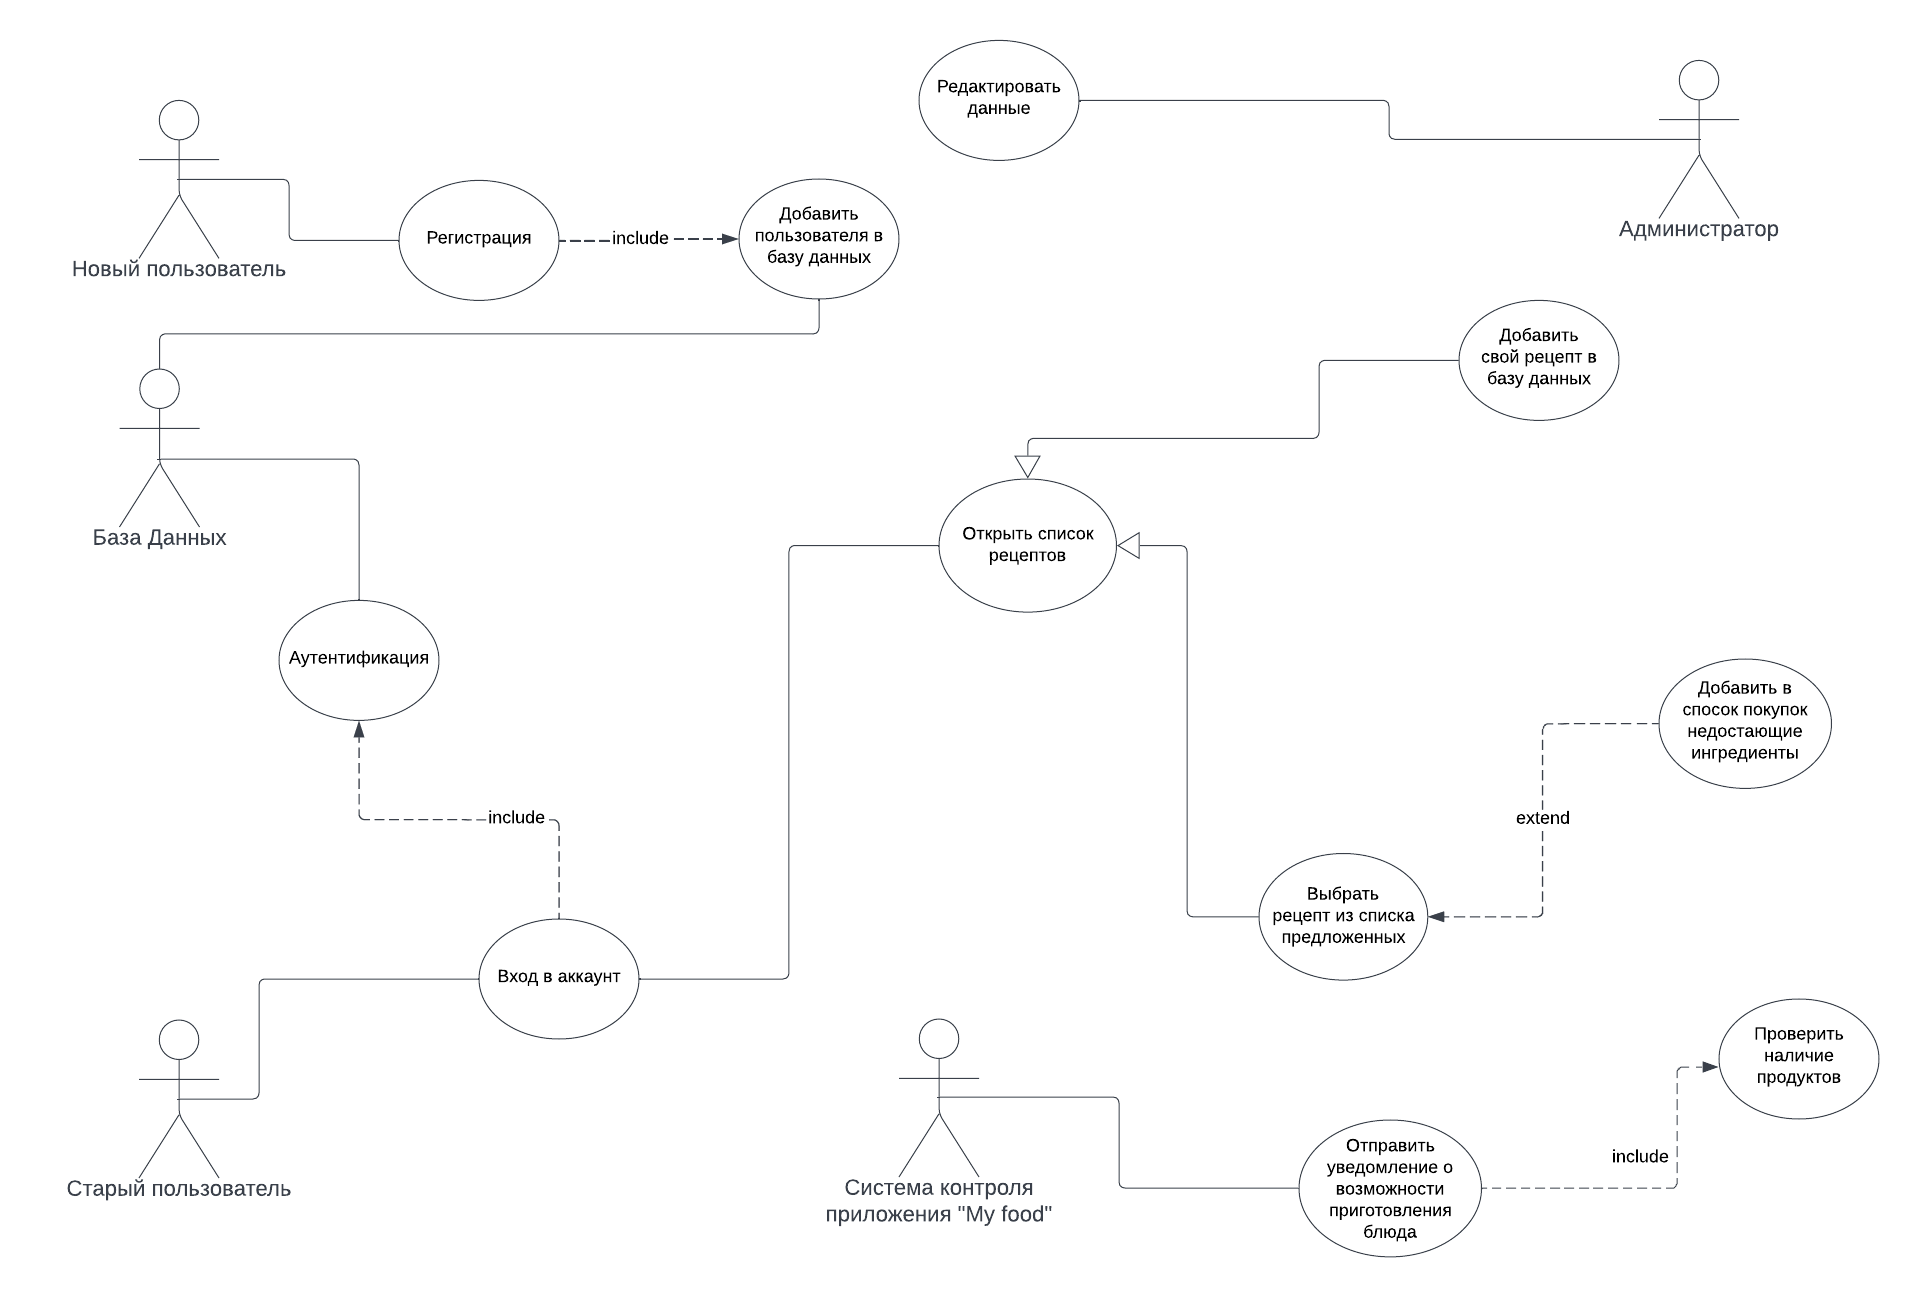 Редактировать
данные
Администратор
Новый пользователь
Регистрация
include
Добавить
пользователя в
базу данных
База Данных
Добавить
свой рецепт в
базу данных
Открыть список
рецептов
Аутентификация
Добавить в
спосок покупок
недостающие
ингредиенты
include
extend
Выбрать
рецепт из списка
предложенных
Вход в аккаунт
Старый пользователь
Система контроля
приложения "My food"
Проверить
наличие
продуктов
include
Отправить
уведомление о
возможности
приготовления
блюда